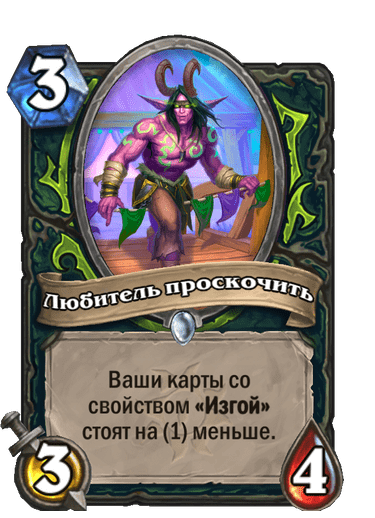 3
Любитель проскочить
Ваши карты со
свойством «Изгой»
стоят на (1) меньше.
3
4